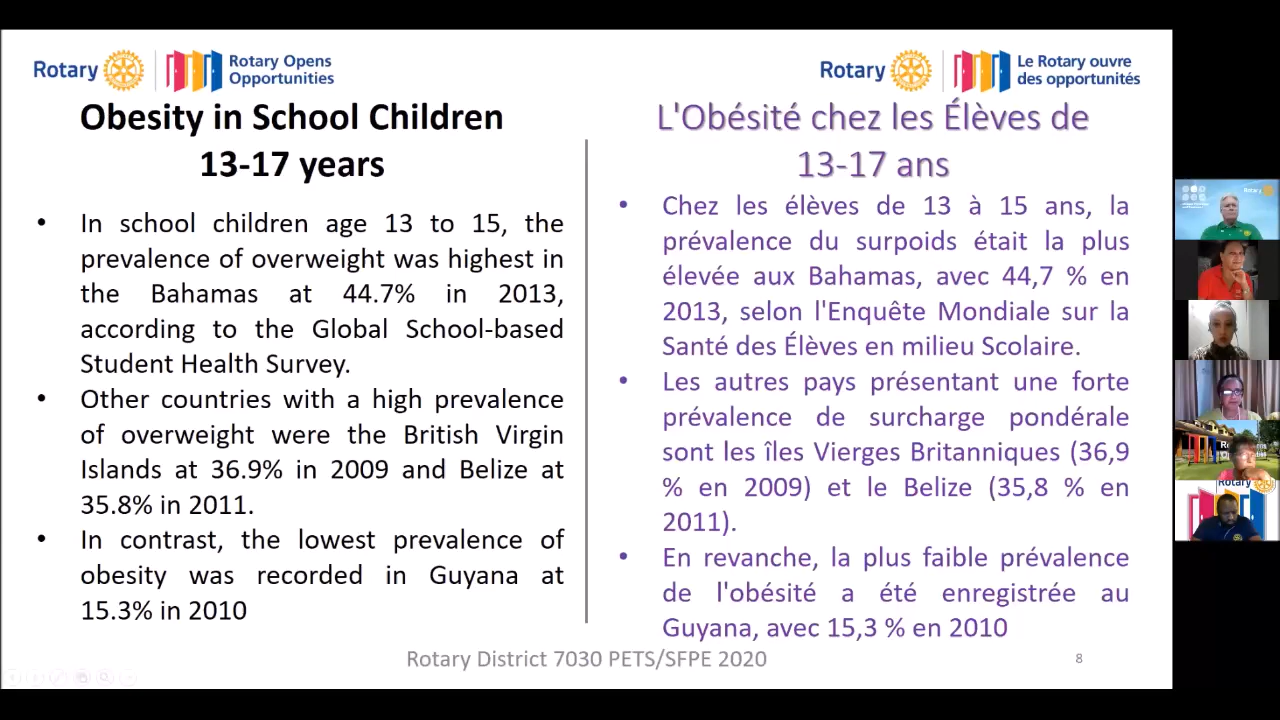 Rotary
Rotary Opens
Opportunities
Obesity in School Children
13-17 years
• In school children age 13 to 15, the
prevalence of overweight was highest in
the Bahamas at 44.7% in 2013,
according to the Global School-based
Student Health Survey.
• Other countries with a high prevalence
of overweight were the British Virgin
Islands at 36.9% in 2009 and Belize at
35.8% in 2011.
• In contrast, the lowest prevalence of
obesity was recorded in Guyana at
15.3% in 2010
Rotary
Le Rotary ouvre
des opportunités
L'Obésité chez les Élèves de
13-17 ans
• Chez les élèves de 13 à 15 ans, la
prévalence du surpoids était la plus
élevée aux Bahamas, avec 44,7 % en
2013, selon l'Enquête Mondiale sur la
Santé des Élèves en milieu Scolaire.
• Les autres pays présentant une forte
prévalence de surcharge pondérale
sont les îles Vierges Britanniques (36,9
% en 2009) et le Belize (35,8 % en
2011).
• En revanche, la plus faible prévalence
de l'obésité a été enregistrée au
Guyana, avec 15,3 % en 2010
Rotary District 7030 PETS/SFPE 2020
8
Rotary
Rotary